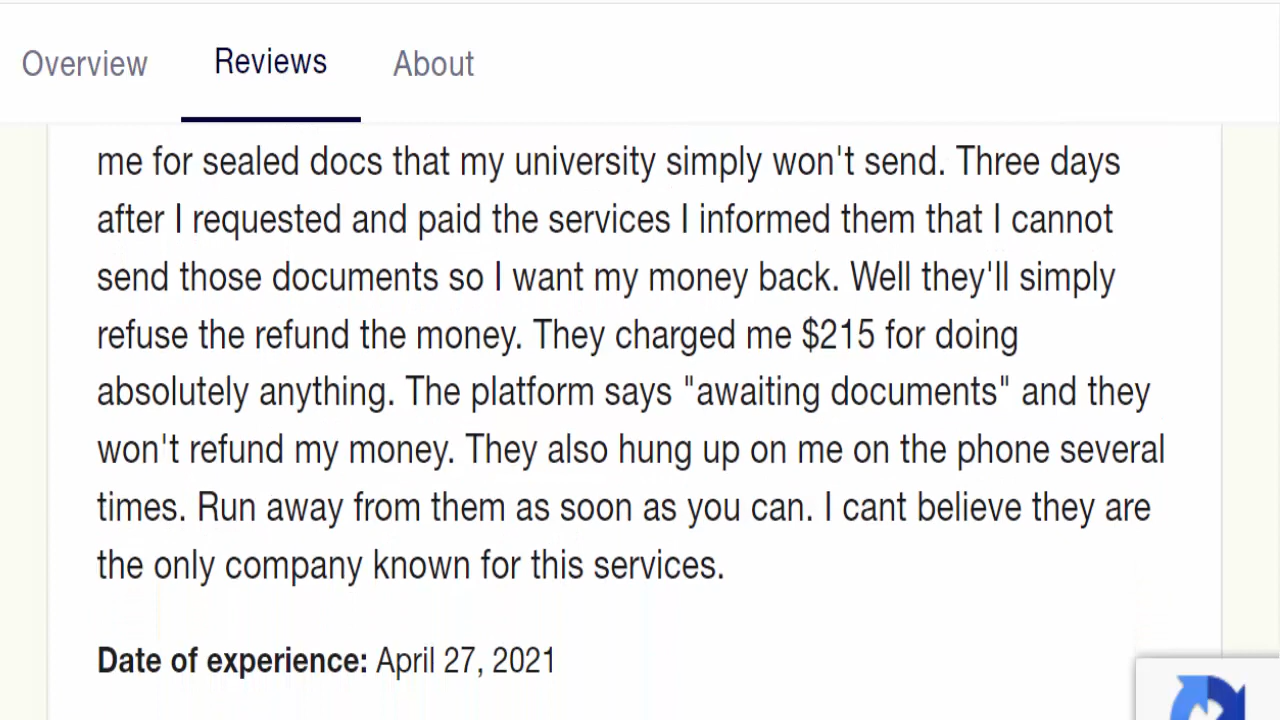 Overview Reviews About
me for sealed docs that my university simply won't send. Three days
after I requested and paid the services I informed them that I cannot
send those documents so I want my money back. Well they'll simply
refuse the refund the money. They charged me $215 for doing
absolutely anything. The platform says "awaiting documents" and they
won't refund my money. They also hung up on me on the phone several
times. Run away from them as soon as you can. I cant believe they are
the only company known for this services.
Date of experience: April 27, 2021